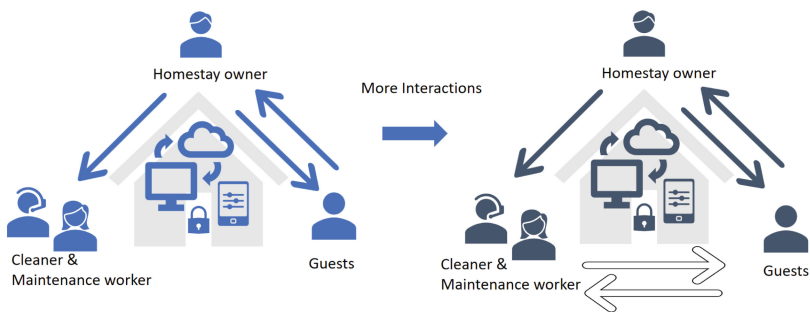 Homestay owner
More Interactions
Cleaner &
Maintenance worker
Guests
Homestay owner
Cleaner &
Maintenance worker
Guests